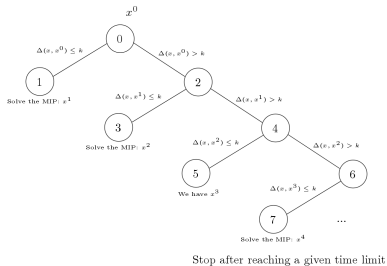 x^0
0
Δ(x, x^0) ≤ k
Δ(x, x^0) > k
1
2
Solve the MIP: x^1
Δ(x, x^1) ≤ k
Δ(x, x^1) > k
3
4
Solve the MIP: x^2
Δ(x, x^2) ≤ k
Δ(x, x^2) > k
5
6
We have x^3
Δ(x, x^3) ≤ k
7
...
Solve the MIP: x^4
Stop after reaching a given time limit